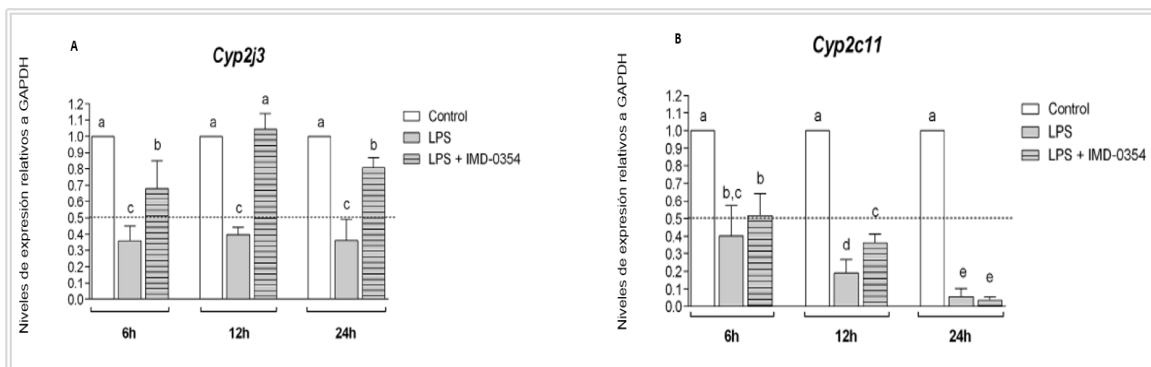 A
Cyp2j3
Niveles de expresión relativos a GAPDH
1.2
1.1
1.0
0.9
0.8
0.7
0.6
0.5
0.4
0.3
0.2
0.1
0.0
a
c
b
a
c
a
a
c
b
6h
12h
24h
Control
LPS
LPS + IMD-0354
B
Cyp2c11
Niveles de expresión relativos a GAPDH
1.2
1.1
1.0
0.9
0.8
0.7
0.6
0.5
0.4
0.3
0.2
0.1
0.0
a
b,c
b
a
d
c
a
e
e
6h
12h
24h
Control
LPS
LPS + IMD-0354